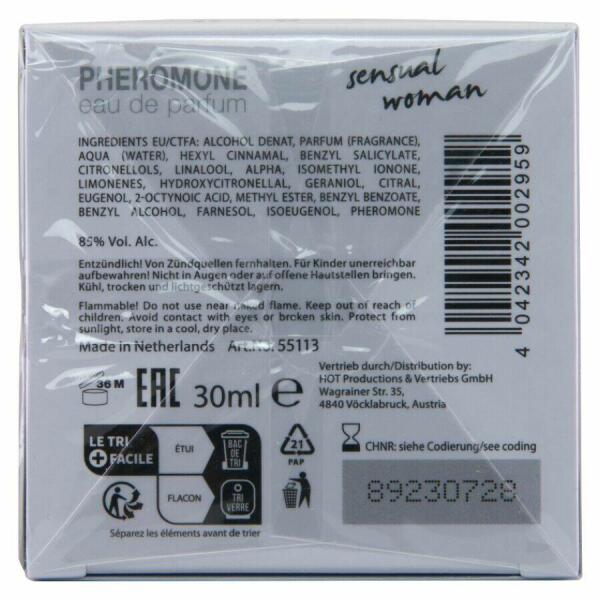 PHEROMONE
eau de parfum
sensual
woman
INGREDIENTS EU/CTFA: ALCOHOL DENAT, PARFUM (FRAGRANCE),
AQUA (WATER), HEXYL CINNAMAL, BENZYL SALICYLATE,
CITRONELLOLS, LINALOOL, ALPHA, ISOMETHYL IONONE,
LIMONENES, HYDROXYCITRONELLAL, GERANIOL, CITRAL,
EUGENOL, 2-OCTYNOIC ACID, METHYL ESTER, BENZYL BENZOATE,
BENZYL ALCOHOL, FARNESOL, ISOEUGENOL, PHEROMONE
85% Vol. Alc.
Entzündlich! Von Zündquellen fernhalten. Für Kinder unerreichbar
aufbewahren! Nicht in Augen oder auf offene Hautstellen bringen.
Kühl, trocken und lichtgeschützt lagern.
Flammable! Do not use near naked flame. Keep out of reach of
children. Avoid contact with eyes or broken skin. Protect from
sunlight, store in a cool, dry place.
Made in Netherlands Art.No. 55113
4 042342 002959
36 M
EAC 30ml e
Vertrieb durch/Distribution by:
HOT Productions & Vertriebs GmbH
Wagrainer Str. 35,
4840 Vöcklabruck, Austria
LE TRI
+ FACILE
ÉTUI
BAC
DE
TRI
FLACON
TRI
VERRE
Séparez les éléments avant de trier
21
PAP
CHNR: siehe Codierung/see coding
89230728